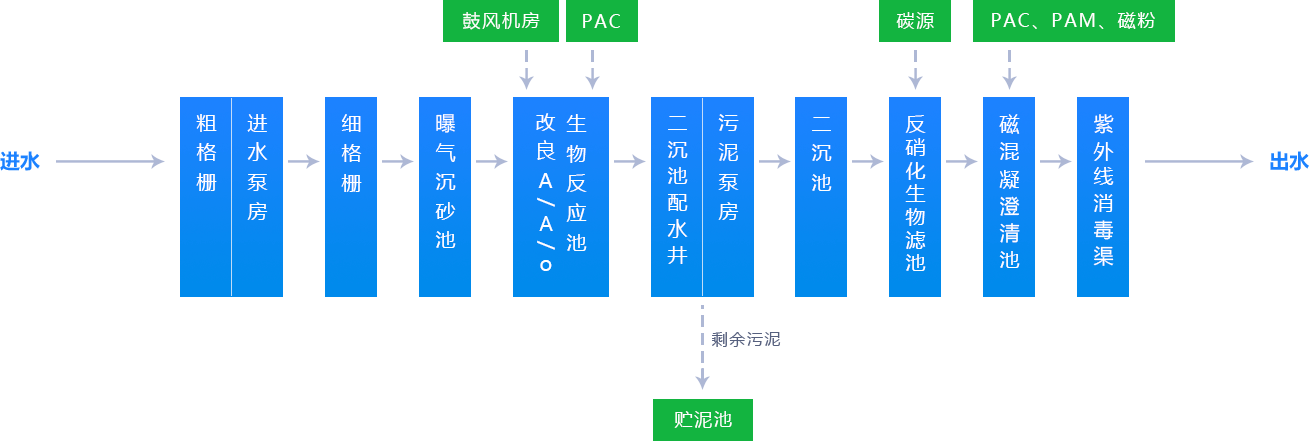 鼓风机房
PAC
碳源
PAC、PAM、磁粉
进水
粗格栅
进水泵房
细格栅
曝气沉砂池
改良A/A/o
生物反应池
二沉池配水井
污泥泵房
二沉池
反硝化生物滤池
磁混凝澄清池
紫外线消毒渠
出水
剩余污泥
贮泥池